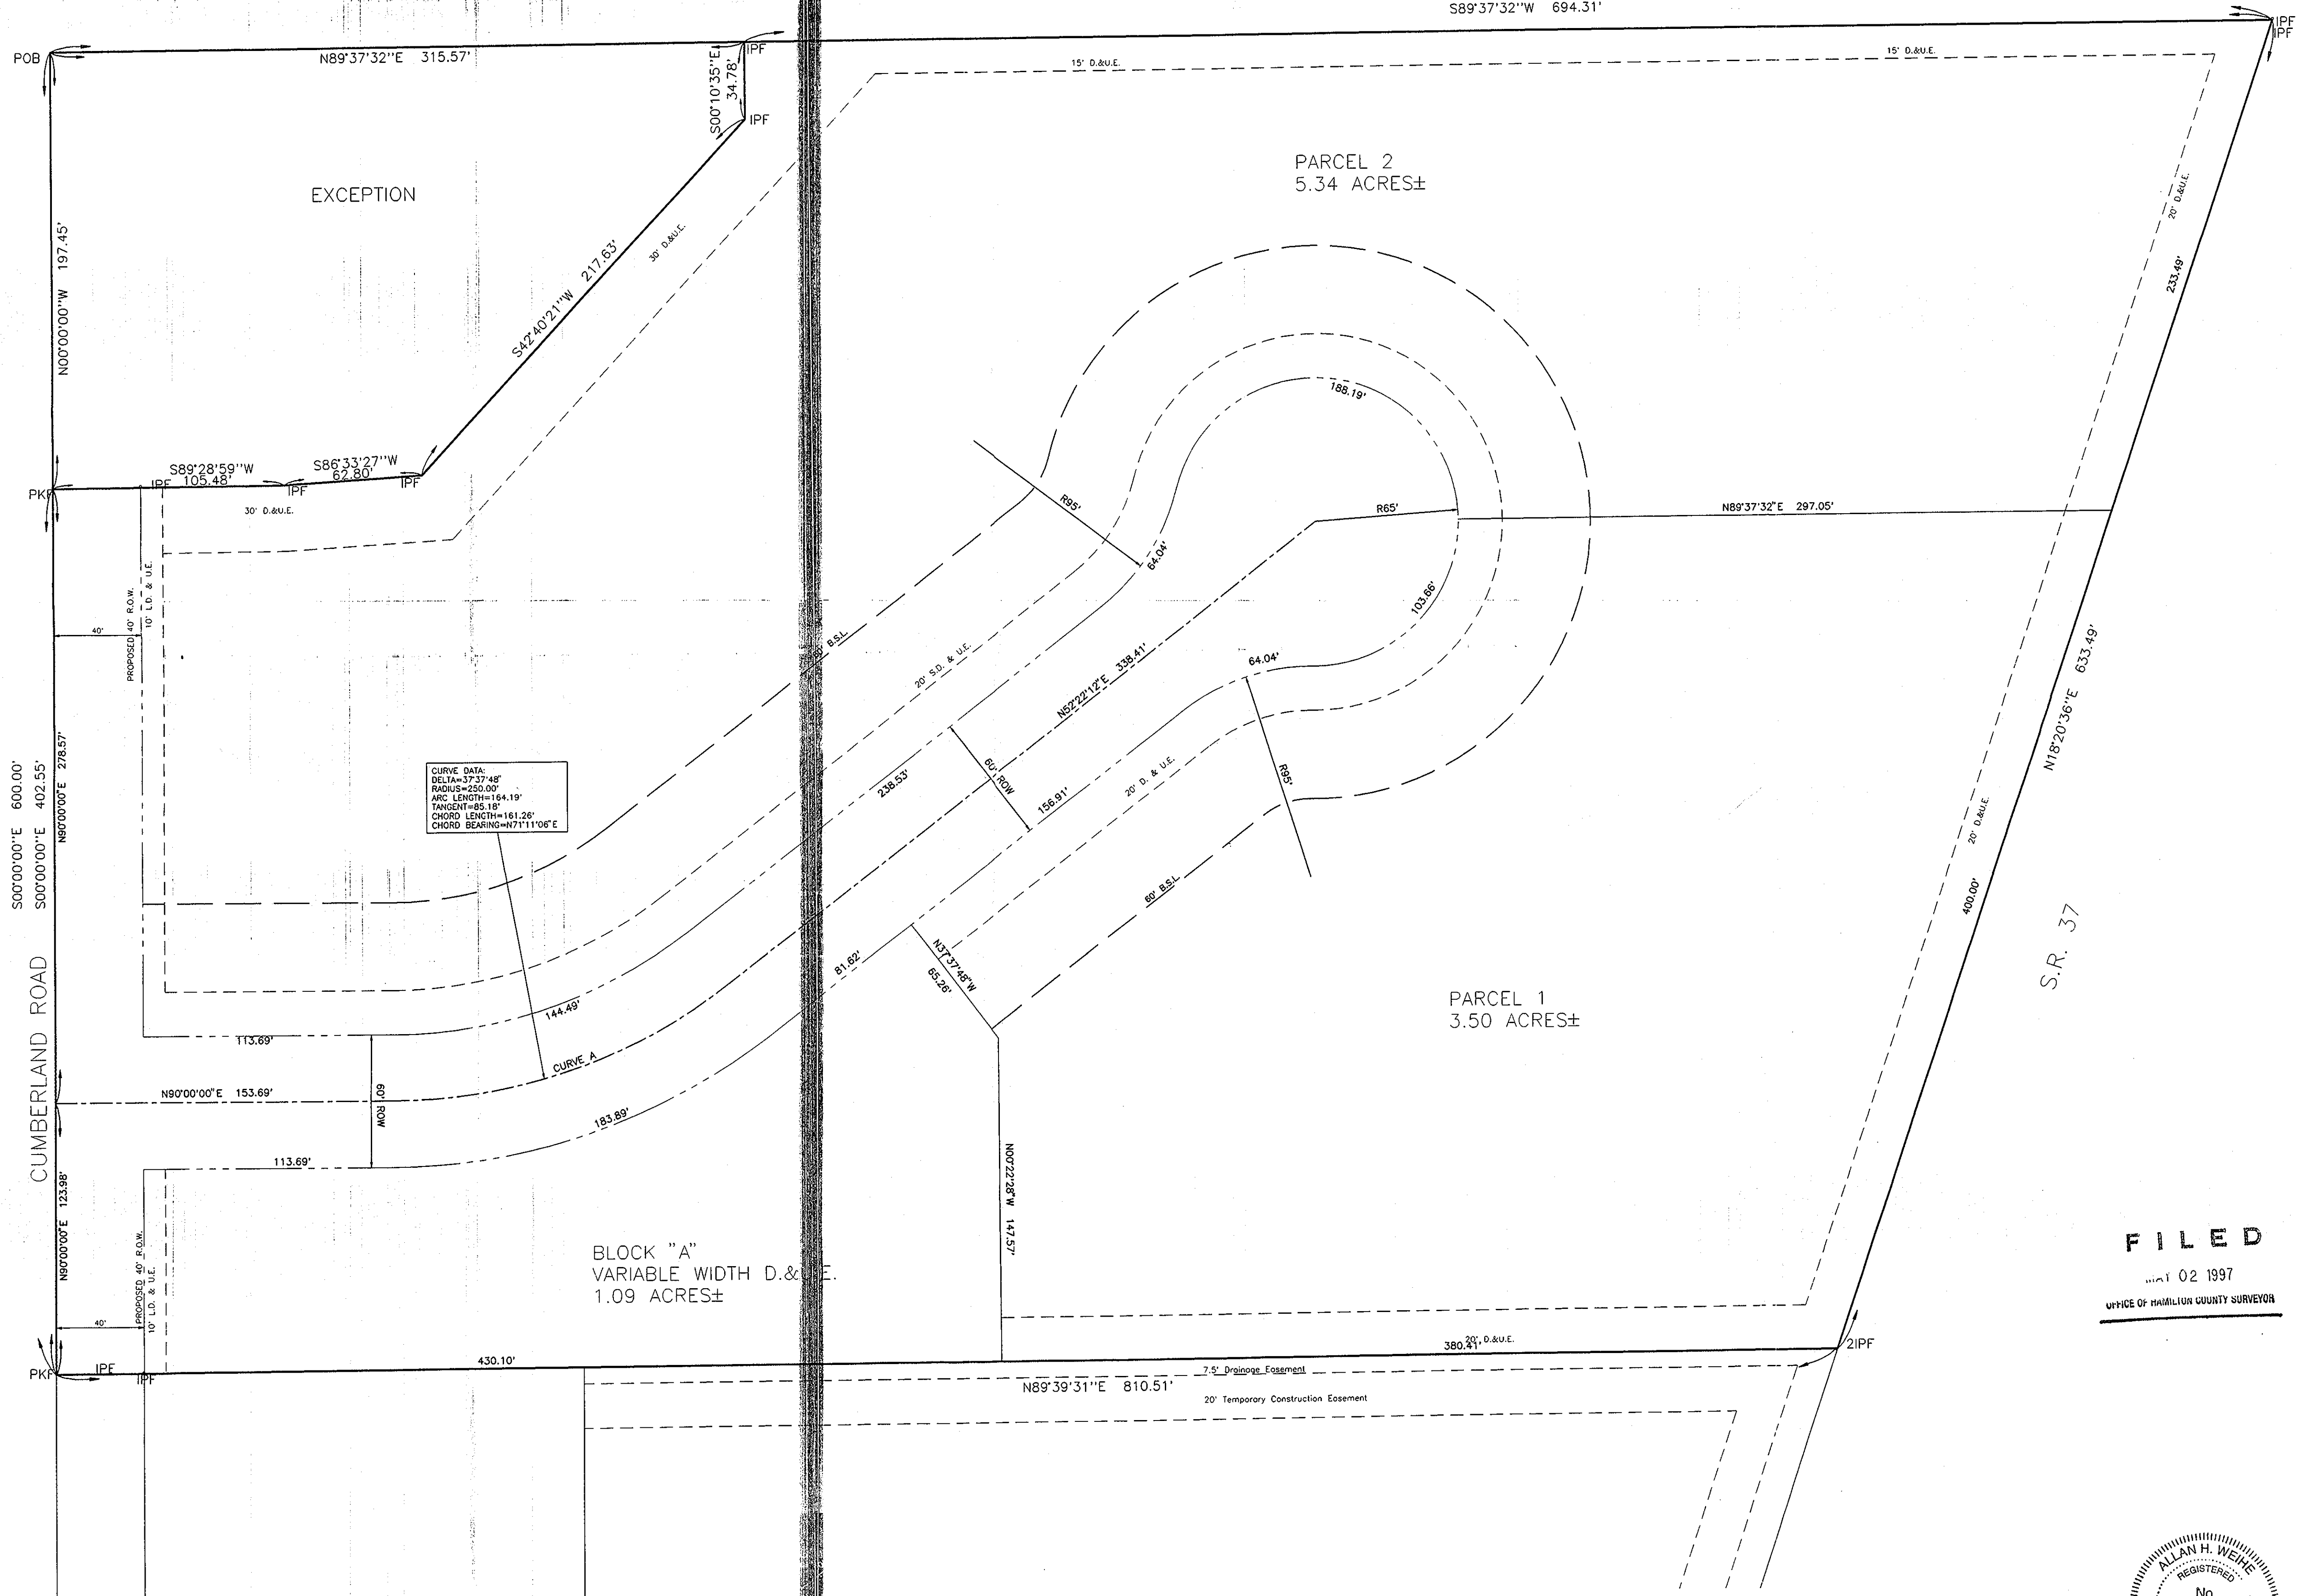 S89°37'32''W 694.31'
IPF
IPF
POB
N89°37'32''E 315.57'
IPF
S00°10'35''E
34.78'
IPF
15' D.&U.E.
15' D.&U.E.
PARCEL 2
5.34 ACRES±
EXCEPTION
20' D.&U.E.
233.49'
N00°00'00''W 197.45'
S42°40'21''W 217.63'
30' D.&U.E.
188.19'
S89°28'59''W
105.48'
S86°33'27''W
62.80'
PKF
IPF
IPF
IPF
30' D.&U.E.
R95'
R65'
N89°37'32"E 297.05'
64.04'
103.66'
PROPOSED 40' R.O.W.
10' L.D. & U.E.
40'
B.S.L.
20' S.D. & U.E.
N52°22'12"E 338.41'
64.04'
N18°20'36''E 633.49'
S00°00'00''E 600.00'
S00°00'00''E 402.55'
N90°00'00"E 278.57'
CURVE DATA:
DELTA=37°37'48"
RADIUS=250.00'
ARC LENGTH=164.19'
TANGENT=85.18'
CHORD LENGTH=161.26'
CHORD BEARING=N71°11'06"E
238.53'
60' ROW
156.91'
20' D. & U.E.
R95'
60' B.S.L.
20' D.&U.E.
400.00'
S.R. 37
81.62'
N37°37'48"W
65.26'
PARCEL 1
3.50 ACRES±
CUMBERLAND ROAD
144.49'
113.69'
CURVE A
N90°00'00"E 153.69'
60' ROW
183.89'
113.69'
N90°00'00"E 123.98'
N00°22'28"W 147.57'
PROPOSED 40' R.O.W.
10' L.D. & U.E.
40'
BLOCK "A"
VARIABLE WIDTH D.&U.E.
1.09 ACRES±
FILED
MAY 02 1997
OFFICE OF HAMILTON COUNTY SURVEYOR
20' D.&U.E.
380.41'
2IPF
430.10'
PKF
IPF
IPF
7.5' Drainage Easement
N89°39'31''E 810.51'
20' Temporary Construction Easement
ALLAN H. WEIHE
REGISTERED
No.